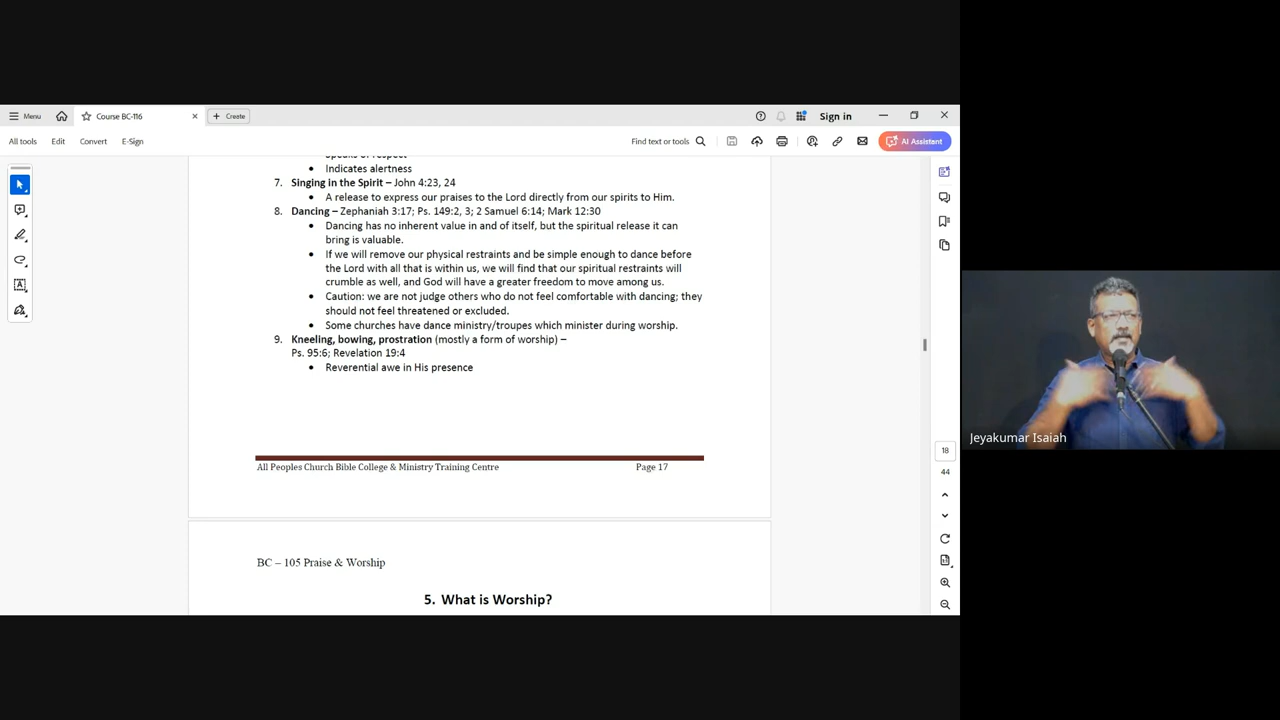 Menu
Course BC-116
Create
Sign in
All tools
Edit
Convert
E-Sign
Find text or tools
AI Assistant
Speaks of respect
• Indicates alertness
7. Singing in the Spirit – John 4:23, 24
• A release to express our praises to the Lord directly from our spirits to Him.
8. Dancing – Zephaniah 3:17; Ps. 149:2, 3; 2 Samuel 6:14; Mark 12:30
• Dancing has no inherent value in and of itself, but the spiritual release it can
bring is valuable.
• If we will remove our physical restraints and be simple enough to dance before
the Lord with all that is within us, we will find that our spiritual restraints will
crumble as well, and God will have a greater freedom to move among us.
• Caution: we are not judge others who do not feel comfortable with dancing; they
should not feel threatened or excluded.
• Some churches have dance ministry/troupes which minister during worship.
9. Kneeling, bowing, prostration (mostly a form of worship) –
Ps. 95:6; Revelation 19:4
• Reverential awe in His presence
All Peoples Church Bible College & Ministry Training Centre
Page 17
BC – 105 Praise & Worship
5. What is Worship?
18
44
Jeyakumar Isaiah